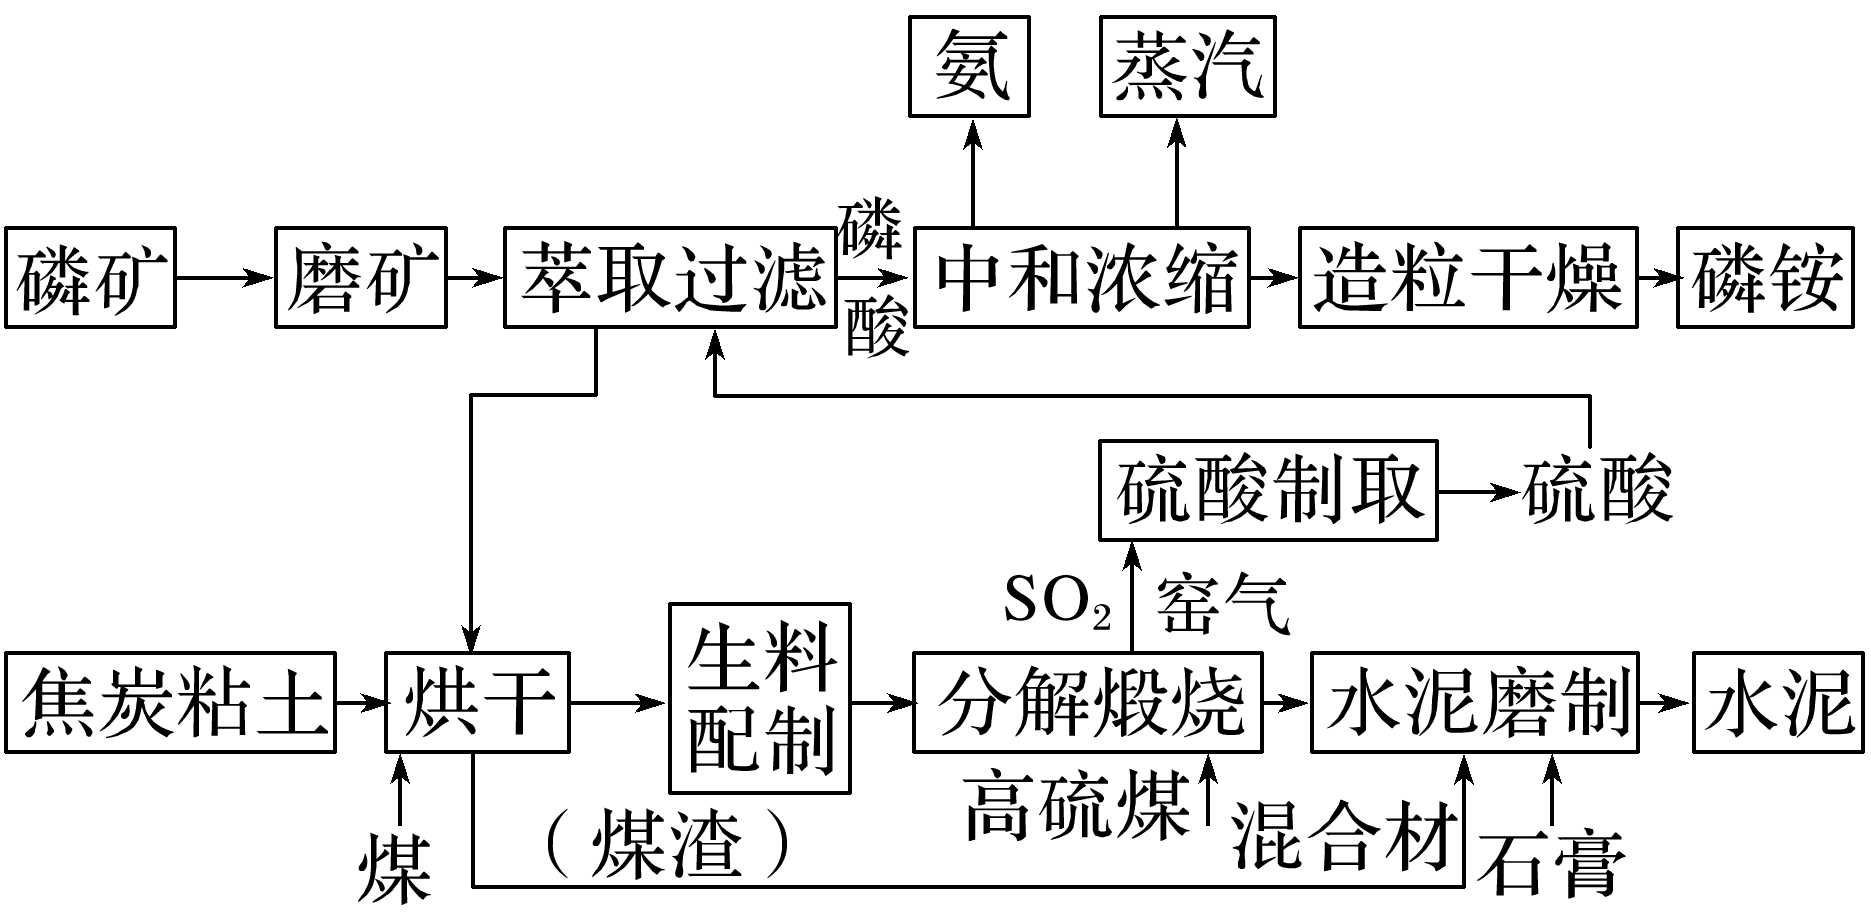 氨
蒸汽
磷矿
磨矿
萃取过滤
磷
酸
中和浓缩
造粒干燥
磷铵
硫酸制取
硫酸
SO₂
窑气
焦炭粘土
烘干
生料
配制
分解煅烧
水泥磨制
水泥
煤
（煤渣）
高硫煤
混合材
石膏